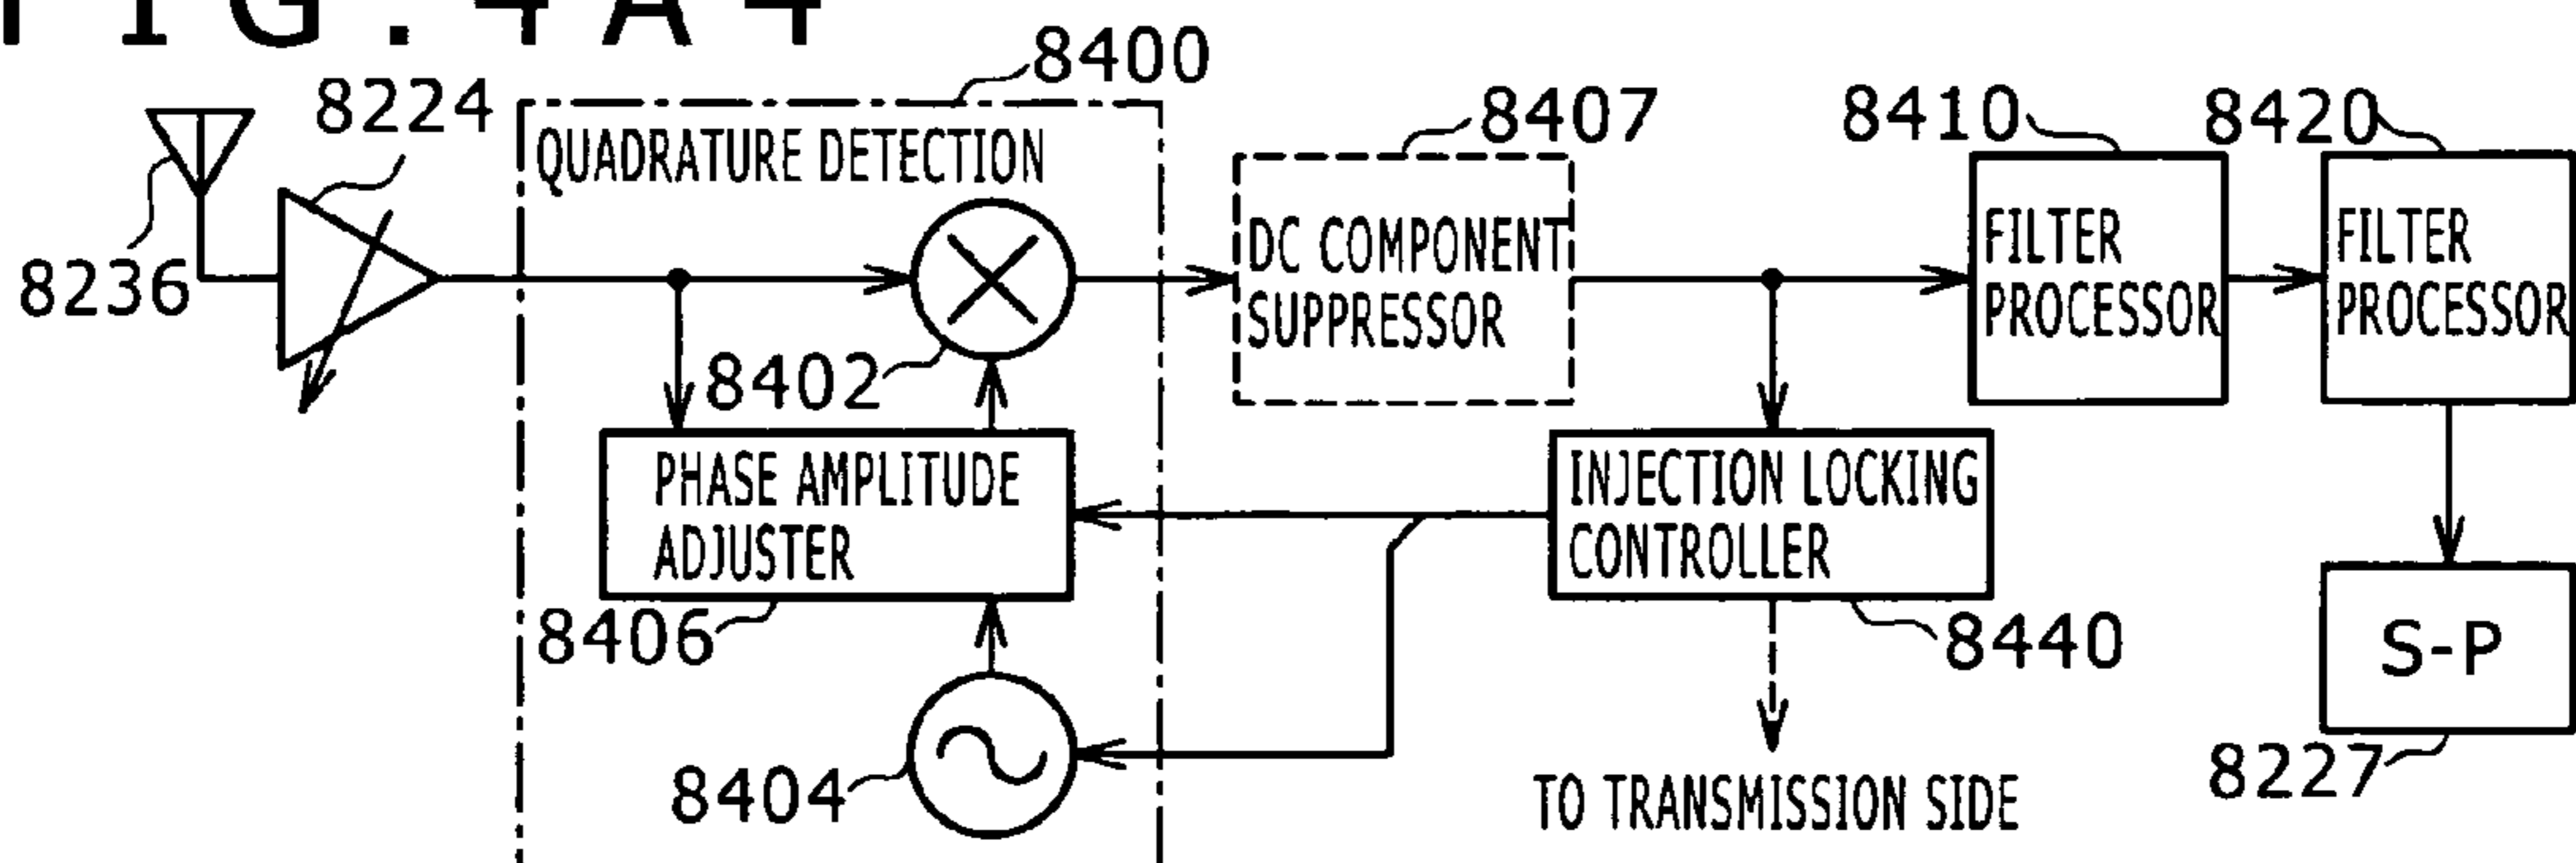 FIG.4A4
8400
8224
8407
8410
8420
QUADRATURE DETECTION
8236
DC COMPONENT
SUPPRESSOR
FILTER
PROCESSOR
FILTER
PROCESSOR
8402
PHASE AMPLITUDE
ADJUSTER
INJECTION LOCKING
CONTROLLER
8406
8440
S-P
8404
8227
TO TRANSMISSION SIDE